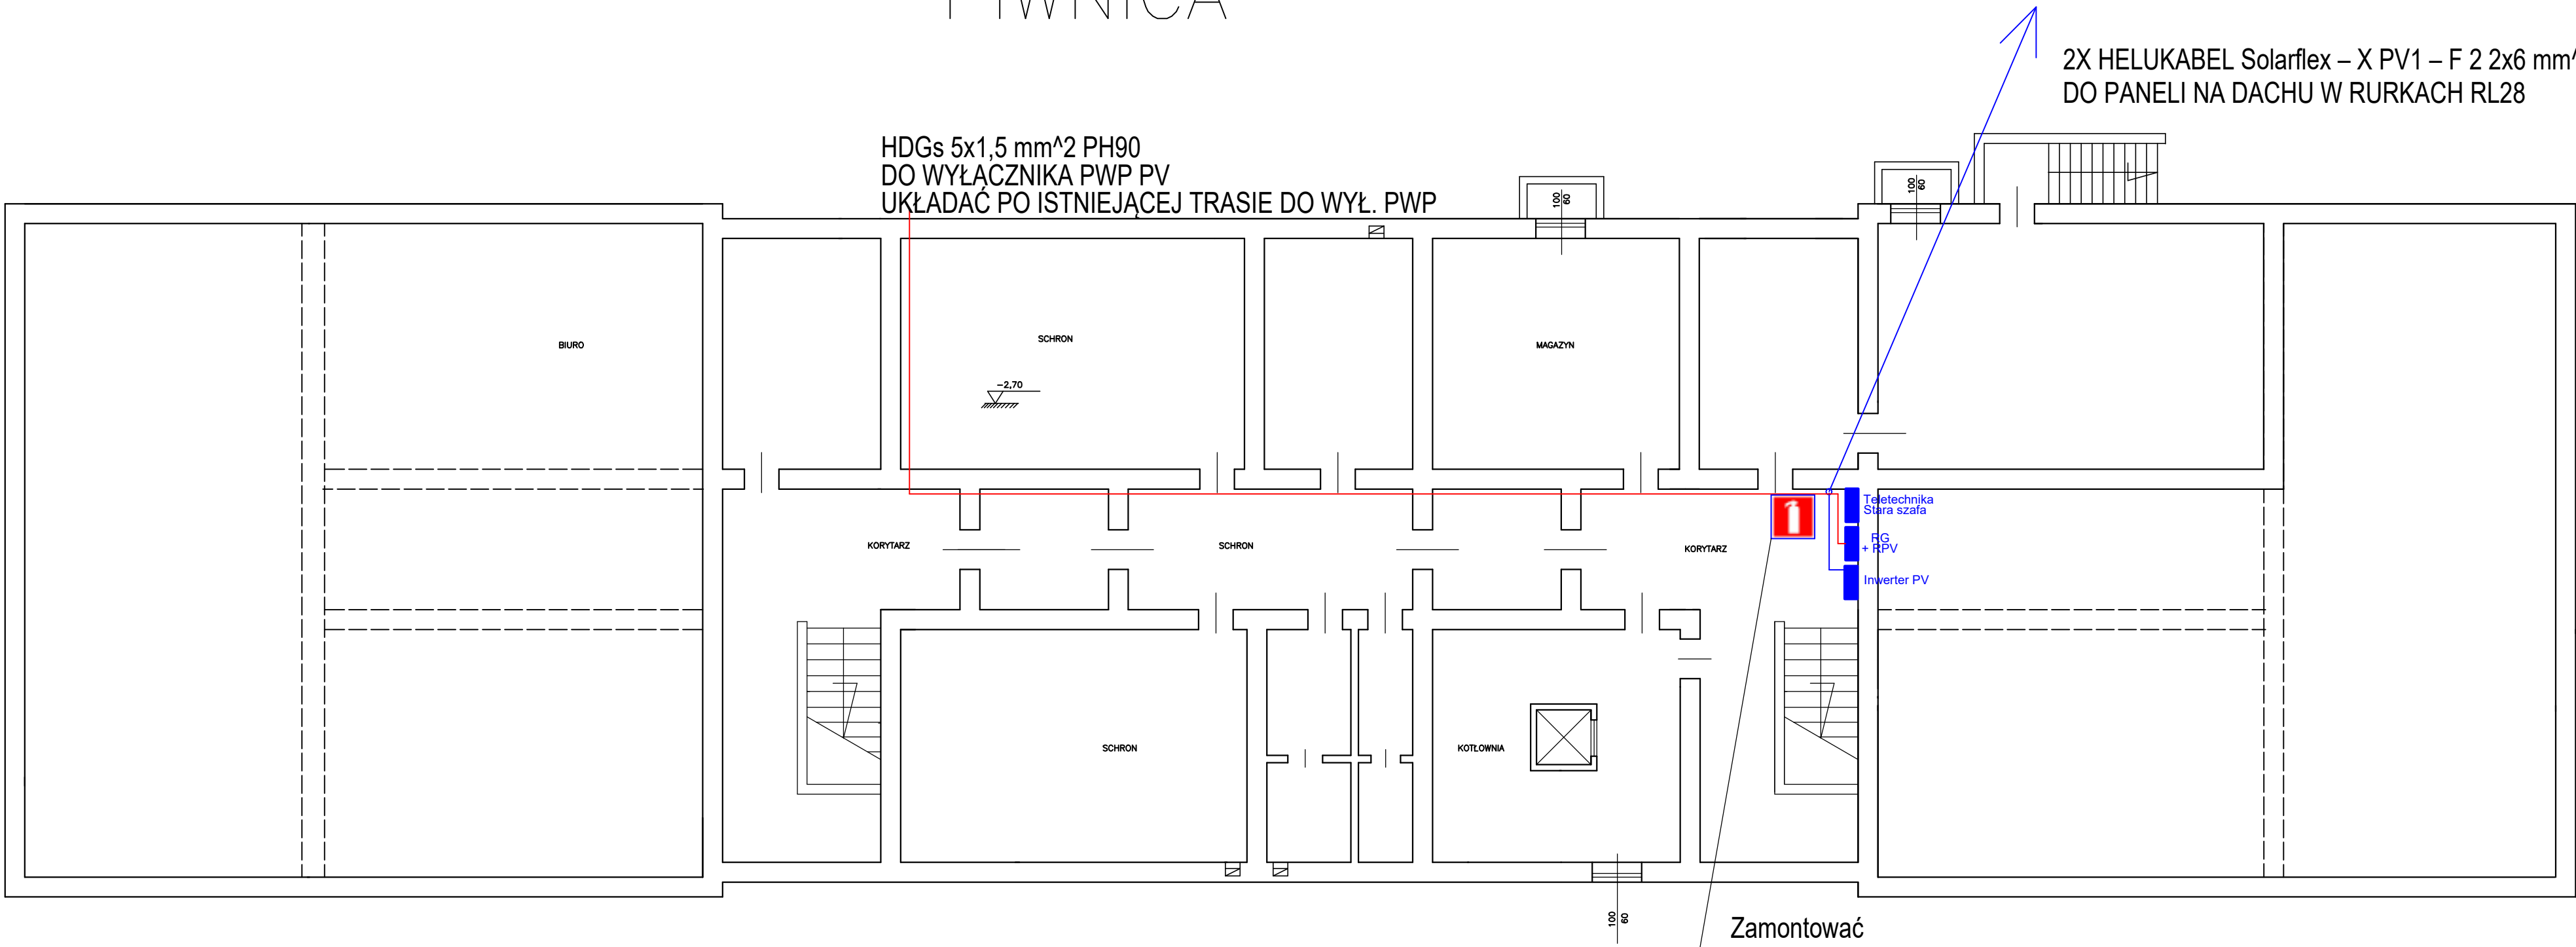 PIWNICA
2X HELUKABEL Solarflex – X PV1 – F 2 2x6 mm^
DO PANELI NA DACHU W RURKACH RL28
HDGs 5x1,5 mm^2 PH90
DO WYŁĄCZNIKA PWP PV
UKŁADAĆ PO ISTNIEJĄCEJ TRASIE DO WYŁ. PWP
100
60
100
60
BIURO
SCHRON
MAGAZYN
-2,70
Teletechnika
Stara szafa
RG
+ RPV
Inwerter PV
KORYTARZ
SCHRON
KORYTARZ
SCHRON
KOTŁOWNIA
100
60
Zamontować